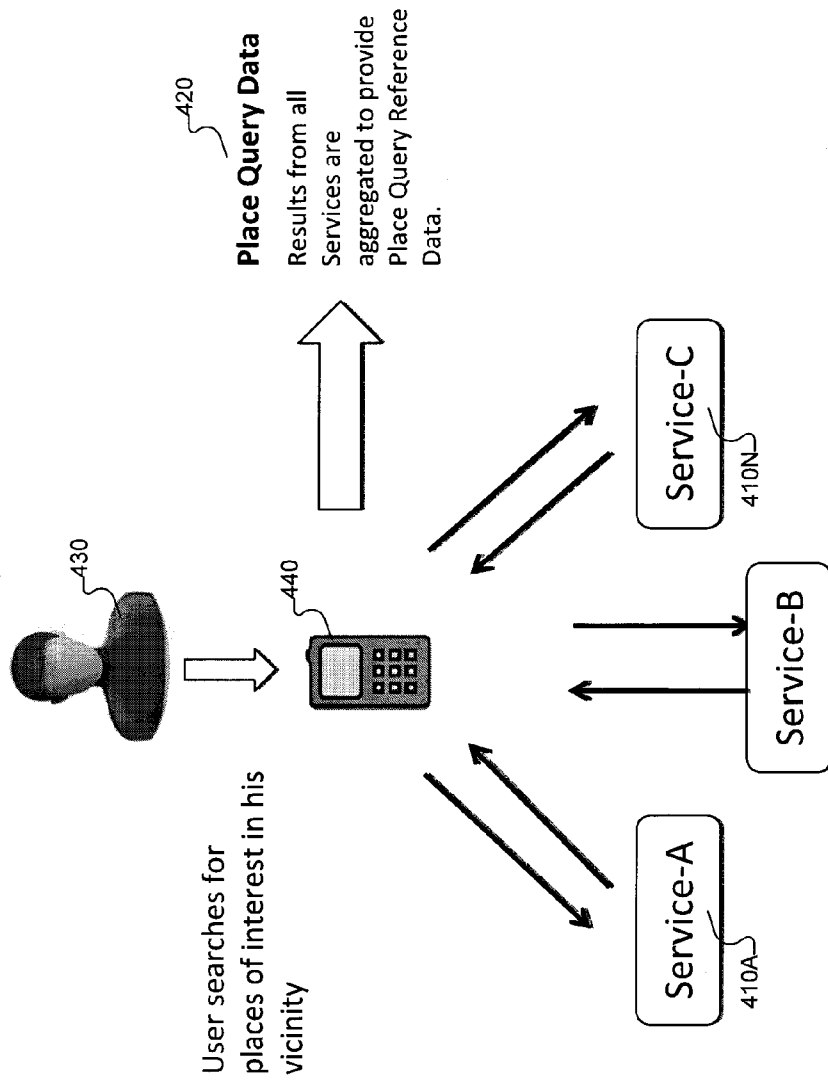 430
User searches for
places of interest in his
vicinity
440
420
Place Query Data
Results from all
Services are
aggregated to provide
Place Query Reference
Data.
Service-A
410A
Service-B
Service-C
410N